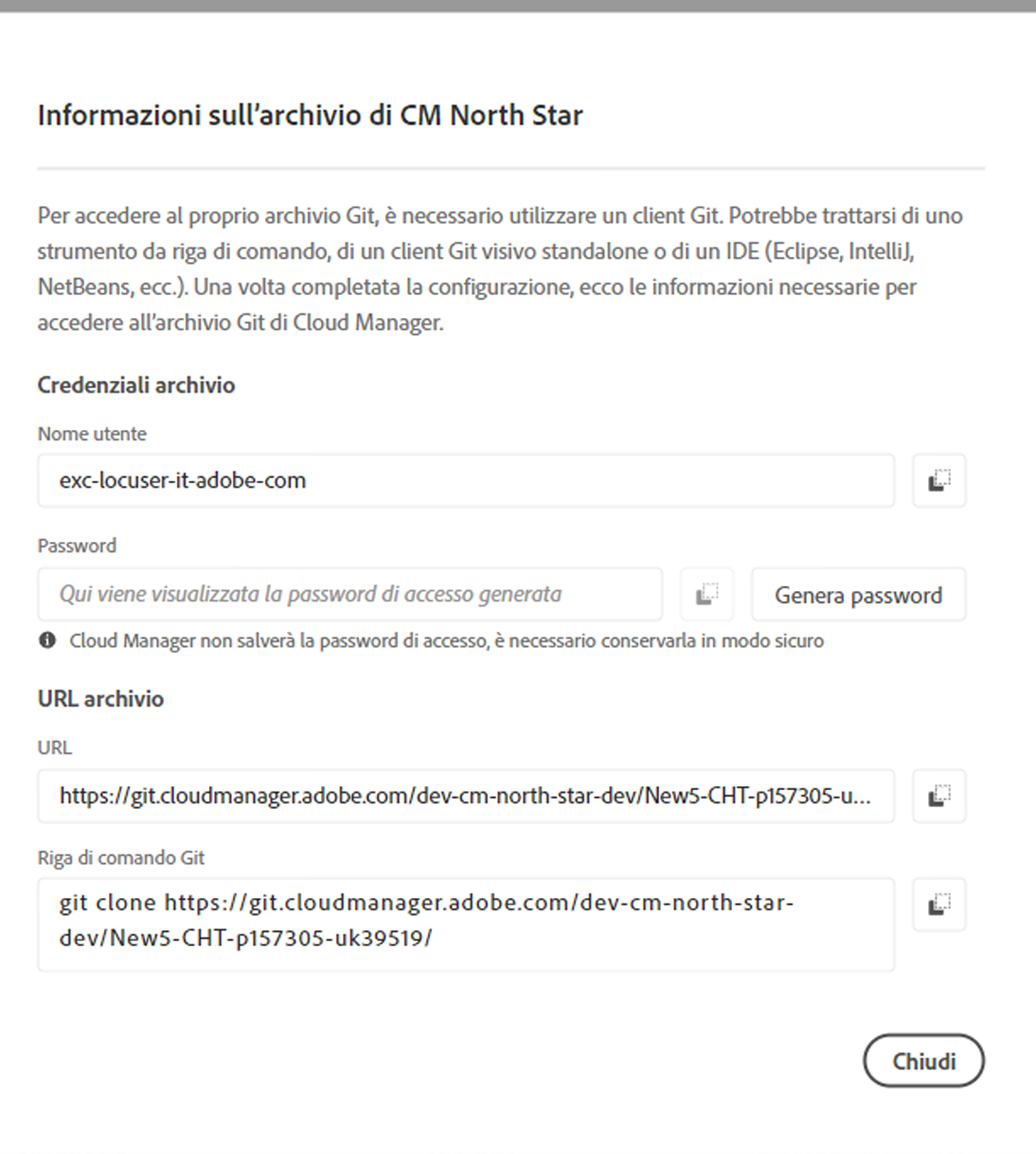 Informazioni sull’archivio di CM North Star
Per accedere al proprio archivio Git, è necessario utilizzare un client Git. Potrebbe trattarsi di uno
strumento da riga di comando, di un client Git visivo standalone o di un IDE (Eclipse, IntelliJ,
NetBeans, ecc.). Una volta completata la configurazione, ecco le informazioni necessarie per
accedere all’archivio Git di Cloud Manager.
Credenziali archivio
Nome utente
exc-locuser-it-adobe-com
Password
Qui viene visualizzata la password di accesso generata
Genera password
Cloud Manager non salverà la password di accesso, è necessario conservarla in modo sicuro
URL archivio
URL
https://git.cloudmanager.adobe.com/dev-cm-north-star-dev/New5-CHT-p157305-u...
Riga di comando Git
git clone https://git.cloudmanager.adobe.com/dev-cm-north-star-
dev/New5-CHT-p157305-uk39519/
Chiudi